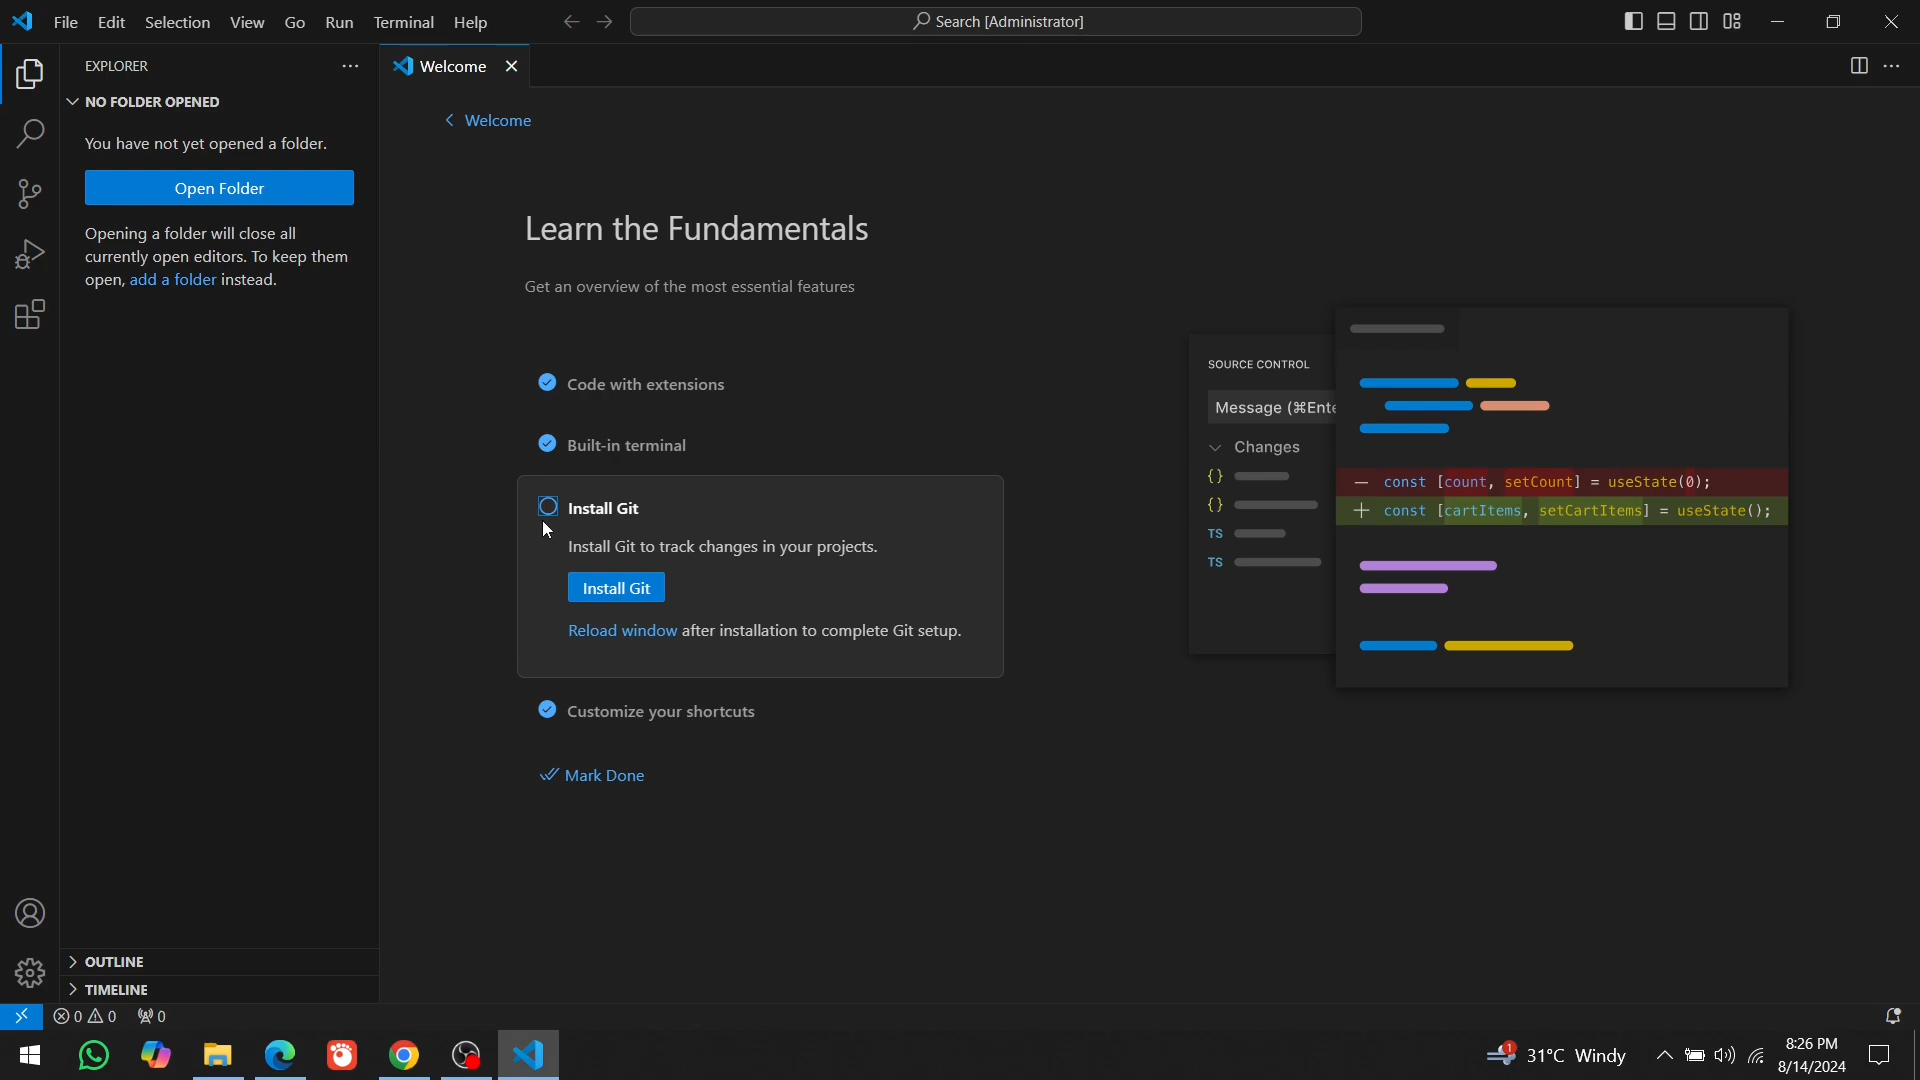 File Edit Selection View Go Run Terminal Help
Search [Administrator]
EXPLORER
Welcome
NO FOLDER OPENED
You have not yet opened a folder.
Open Folder
Opening a folder will close all
currently open editors. To keep them
open, add a folder instead.
Welcome
Learn the Fundamentals
Get an overview of the most essential features
Code with extensions
Built-in terminal
Install Git
Install Git to track changes in your projects.
Install Git
Reload window after installation to complete Git setup.
Customize your shortcuts
Mark Done
SOURCE CONTROL
Message (⌘Ente
Changes
{}
{}
TS
TS
— const [count, setCount] = useState(0);
+ const [cartItems, setCartItems] = useState();
OUTLINE
TIMELINE
0 0 0
1
31°C Windy
8:26 PM
8/14/2024